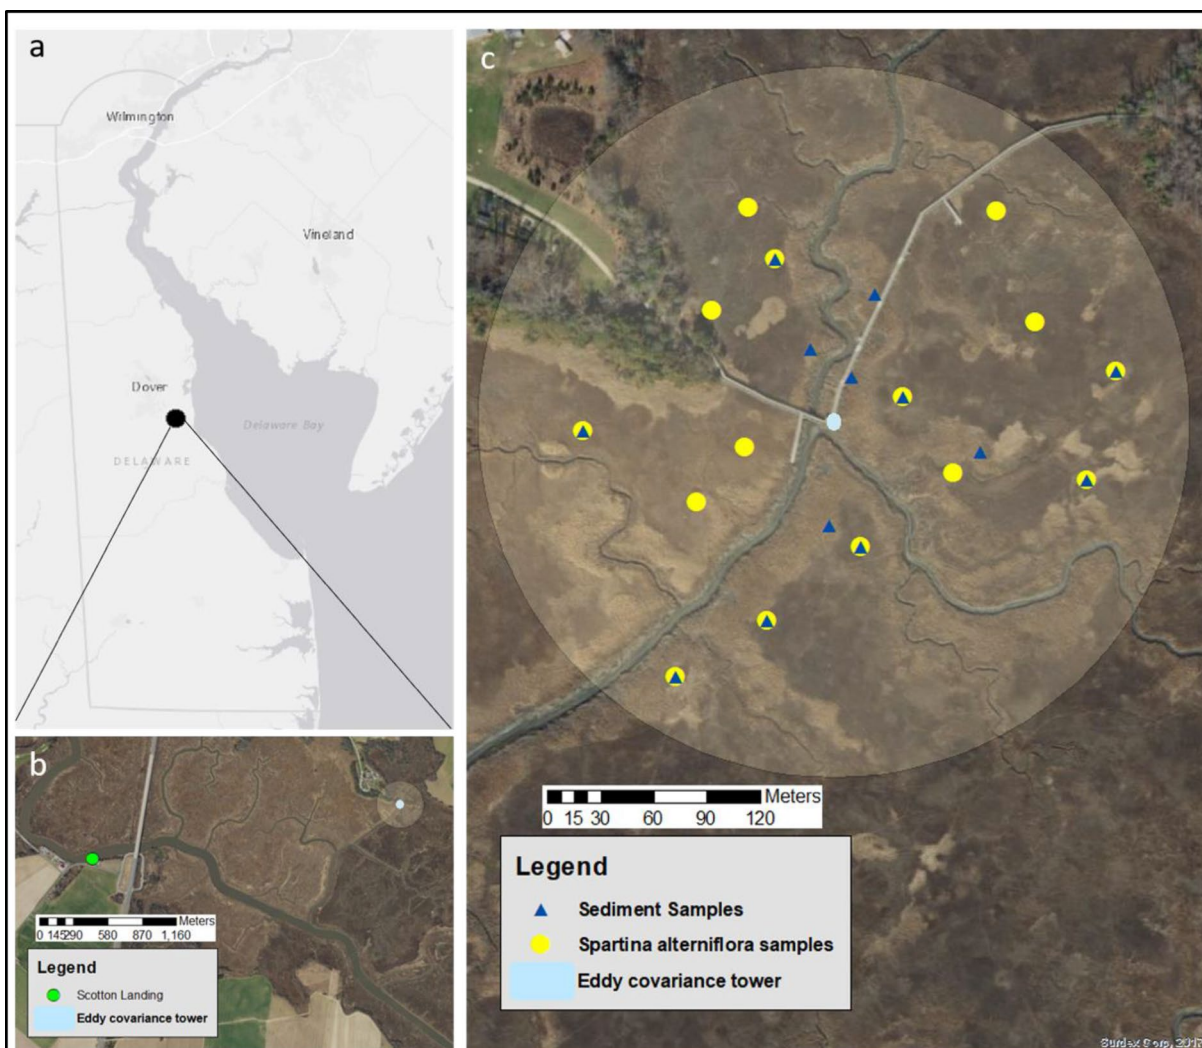 a
Wilmington
Vineland
Dover
Delaware Bay
DELAWARE
b
Meters
0 145290 580 870 1,160
Legend
Scotton Landing
Eddy covariance tower
c
Meters
0 15 30 60 90 120
Legend
Sediment Samples
Spartina alterniflora samples
Eddy covariance tower